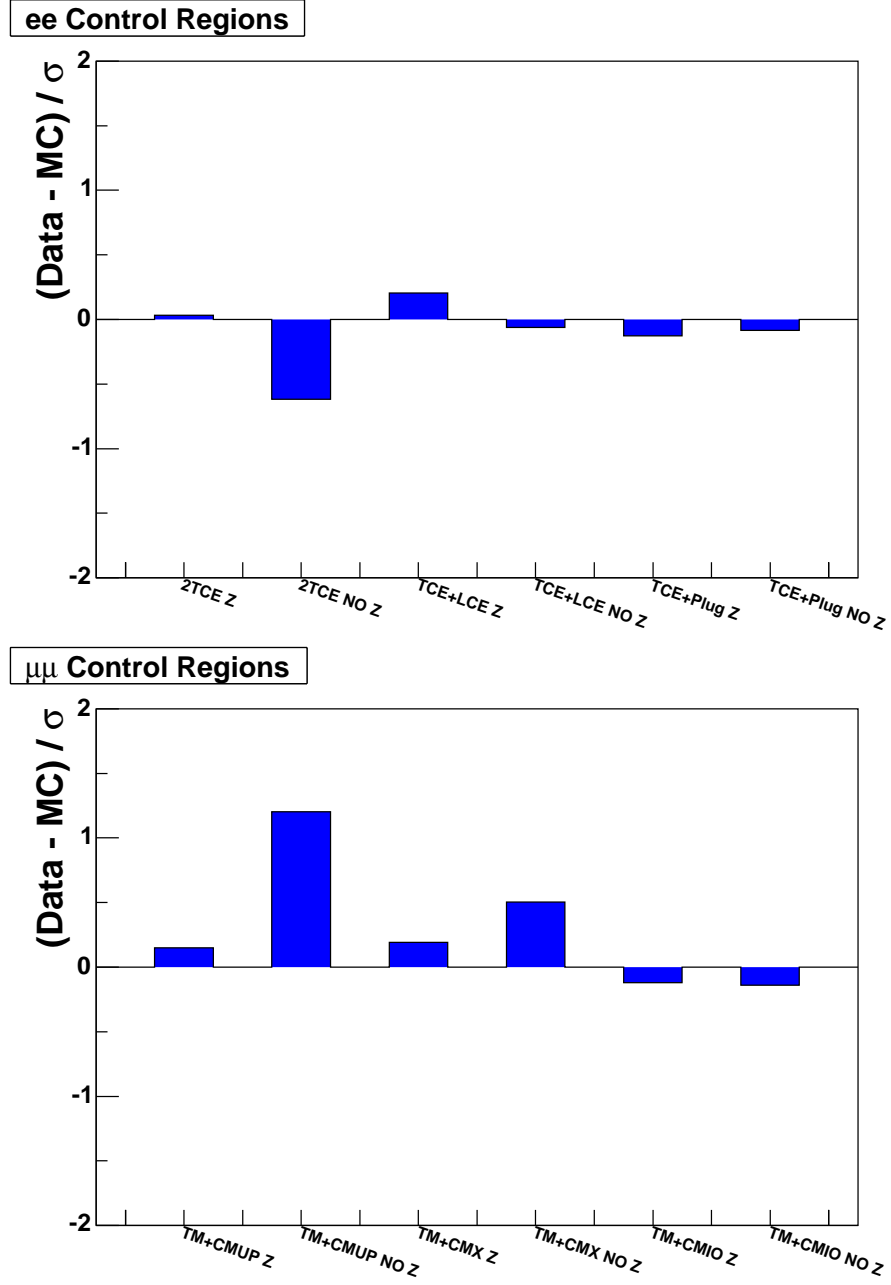 ee Control Regions
(Data - MC) / σ
2
1
0
-1
-2
2TCE Z
2TCE NO Z
TCE+LCE Z
TCE+LCE NO Z
TCE+Plug Z
TCE+Plug NO Z
μμ Control Regions
(Data - MC) / σ
2
1
0
-1
-2
TM+CMUP Z
TM+CMUP NO Z
TM+CMX Z
TM+CMX NO Z
TM+CMIO Z
TM+CMIO NO Z